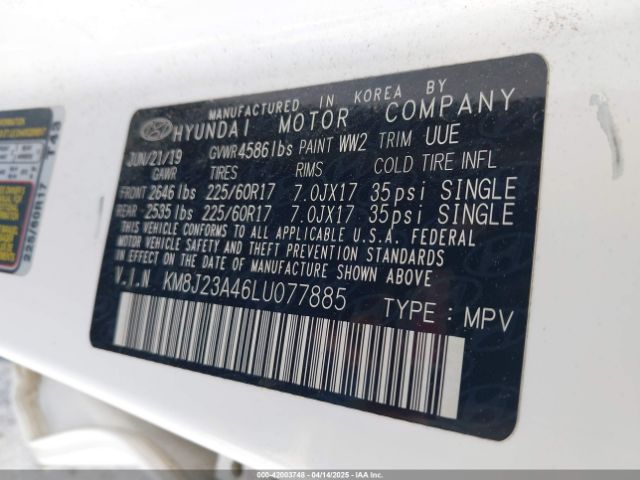 MANUFACTURED IN KOREA BY
HYUNDAI MOTOR COMPANY
JUN/21/19 GVWR 4586 lbs PAINT WW2 TRIM UUE
GAWR TIRES RIMS COLD TIRE INFL
FRONT 2646 lbs 225/60R17 7.0JX17 35psi SINGLE
REAR 2535 lbs 225/60R17 7.0JX17 35psi SINGLE
THIS VEHICLE CONFORMS TO ALL APPLICABLE U.S.A. FEDERAL
MOTOR VEHICLE SAFETY AND THEFT PREVENTION STANDARDS
IN EFFECT ON THE DATE OF MANUFACTURE SHOWN ABOVE.
V.I.N KM8J23A46LU077885
TYPE : MPV
225/60R17
T43
000-42003748 - 04/14/2025 - IAA Inc.